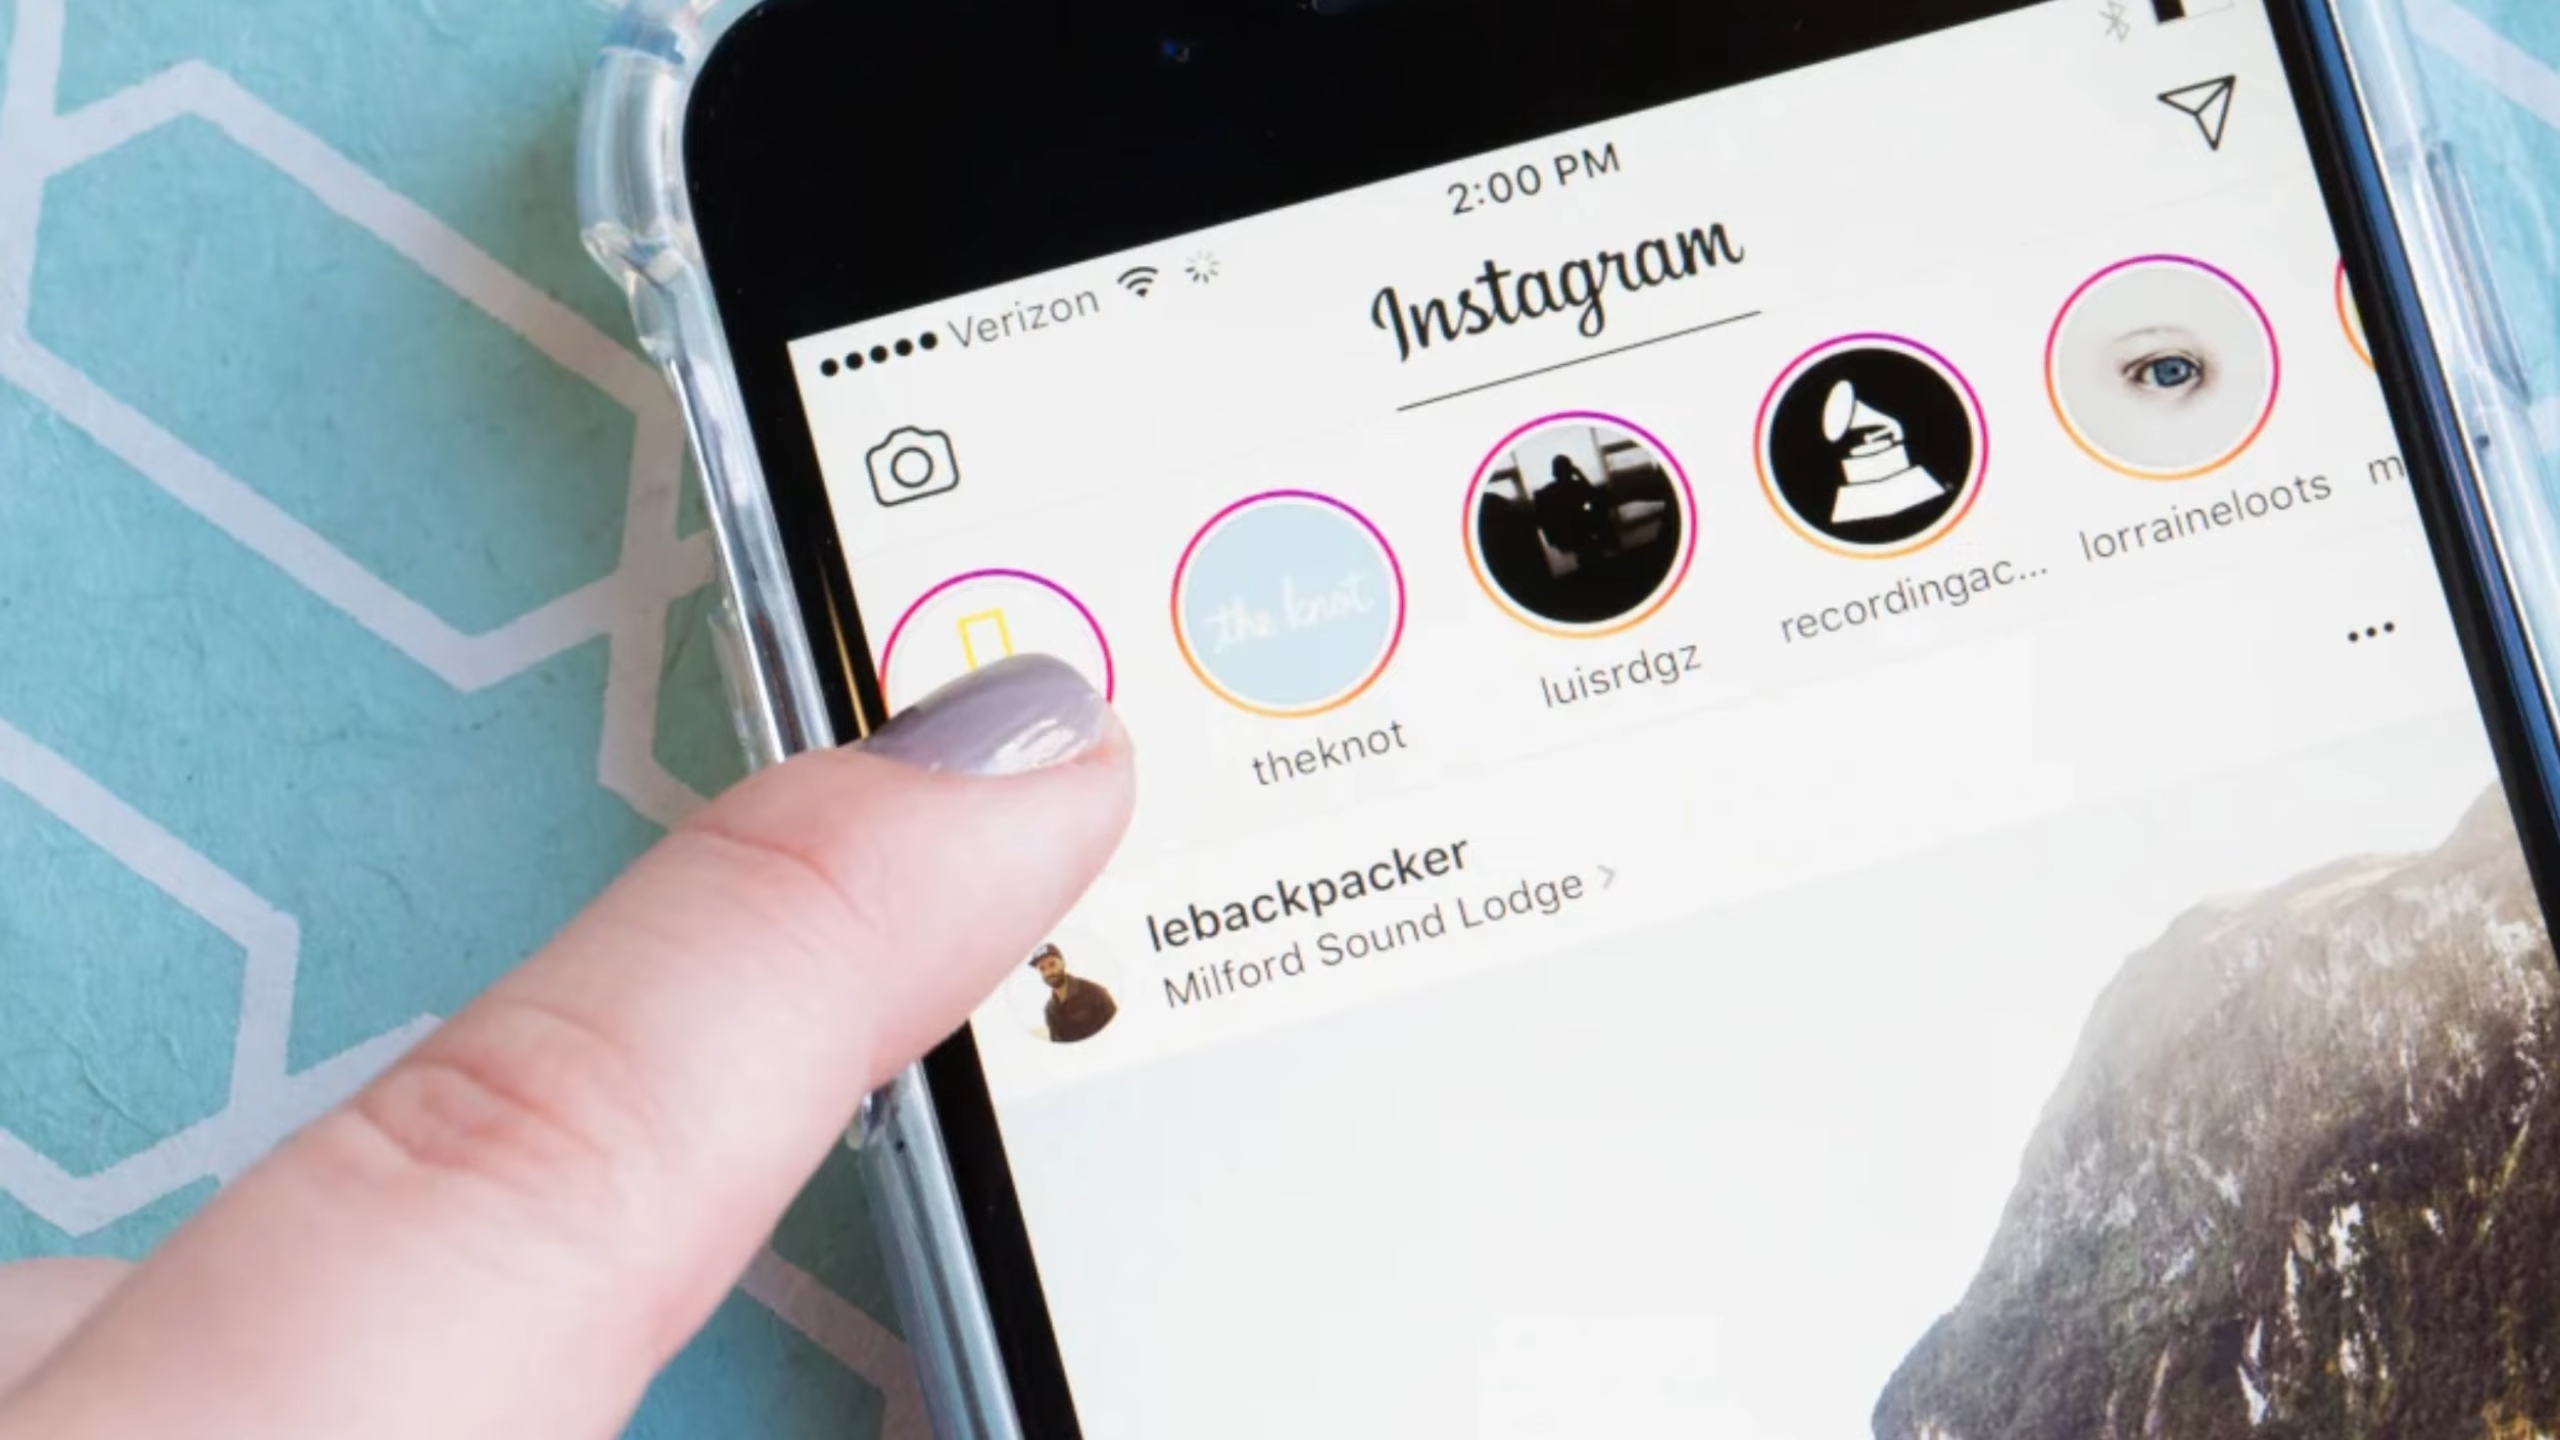 2:00 PM
Verizon
Instagram
the knot
theknot
luisrdgz
recordingac...
lorraineloots
m
lebackpacker
Milford Sound Lodge >